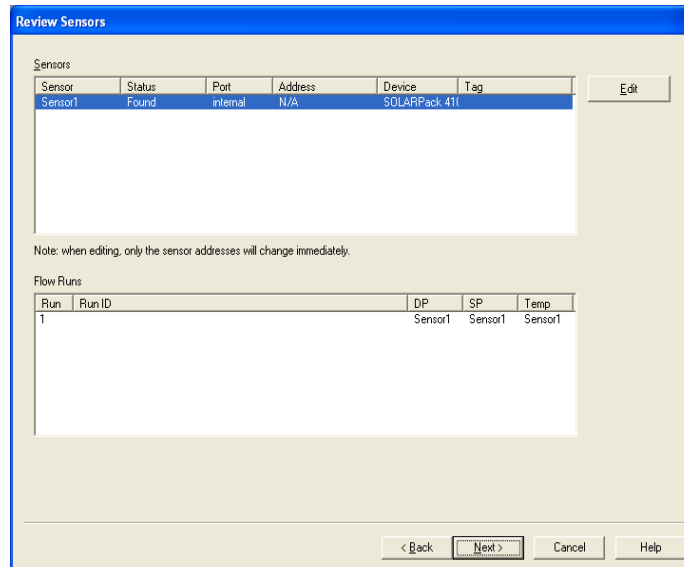 Review Sensors
Sensors
Sensor Status Port Address Device Tag
Edit
Sensor1 Found internal N/A SOLARPack 410
Note: when editing, only the sensor addresses will change immediately.
Flow Runs
Run Run ID DP SP Temp
1 Sensor1 Sensor1 Sensor1
< Back Next > Cancel Help